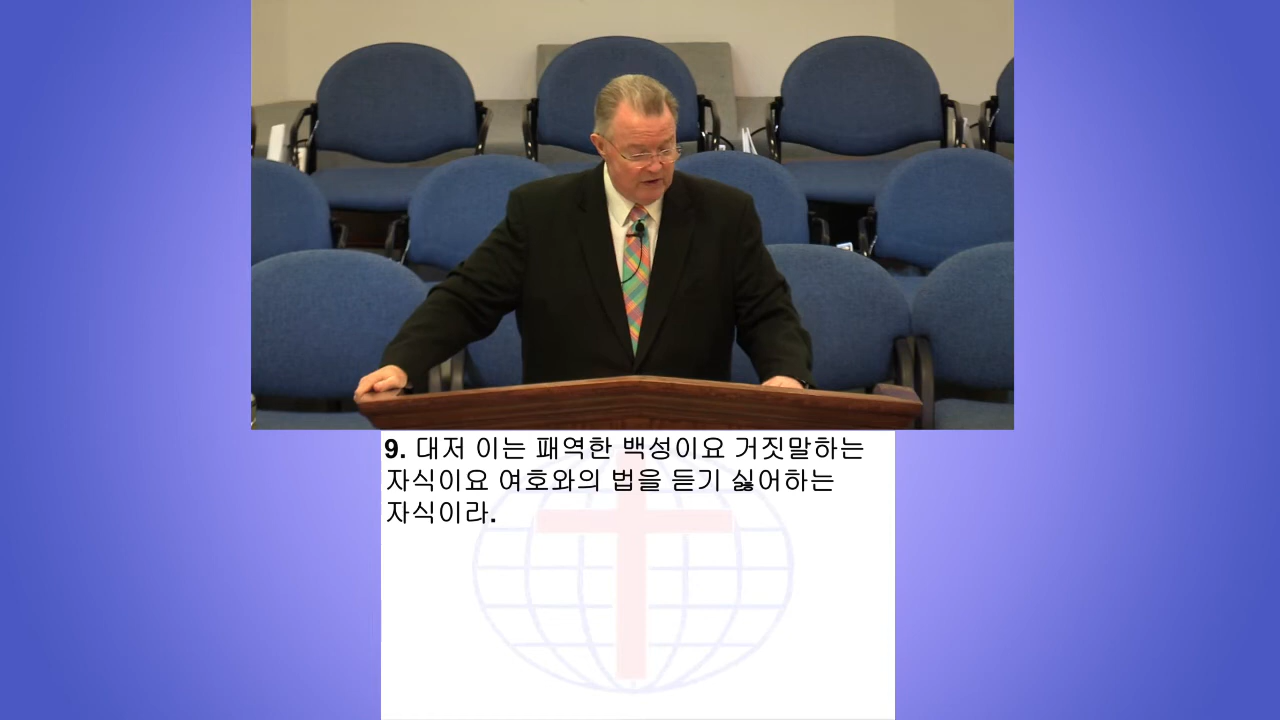 9. 대저 이는 패역한 백성이요 거짓말하는
자식이요 여호와의 법을 듣기 싫어하는
자식이라.